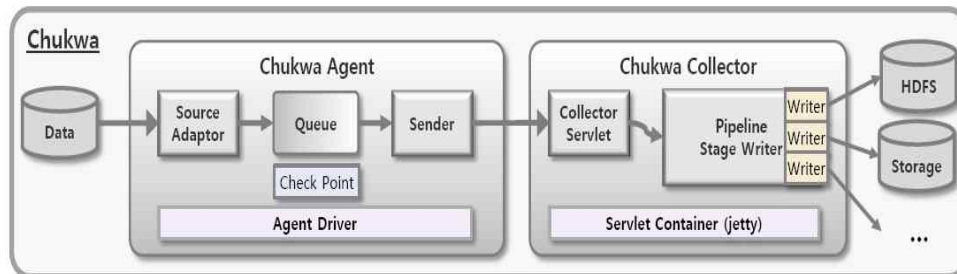 Chukwa
Chukwa Agent
Data
Source
Adaptor
Queue
Sender
Check Point
Agent Driver
Chukwa Collector
Collector
Servlet
Pipeline
Stage Writer
Writer
Writer
Writer
Servlet Container (jetty)
HDFS
Storage
...